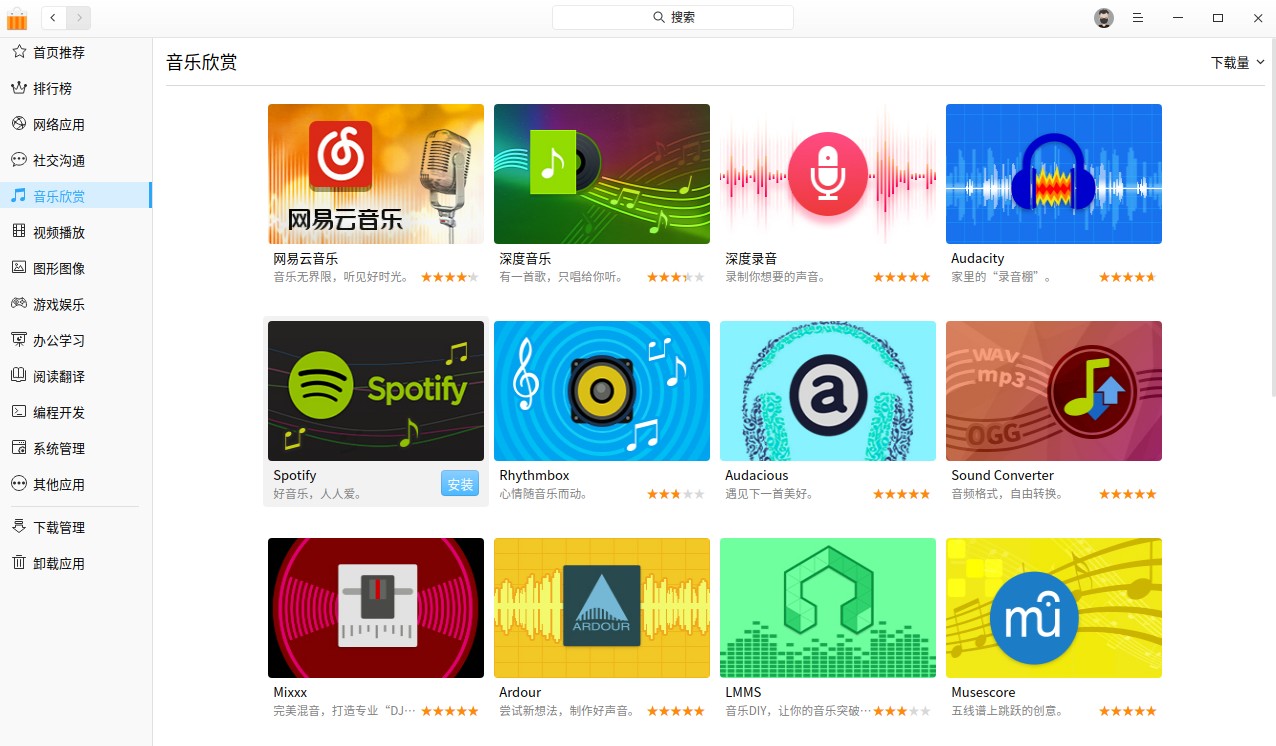 搜索
首页推荐
排行榜
网络应用
社交沟通
音乐欣赏
视频播放
图形图像
游戏娱乐
办公学习
阅读翻译
编程开发
系统管理
其他应用
下载管理
卸载应用
音乐欣赏
下载量
网易云音乐
网易云音乐
音乐无界限，听见好时光。
深度音乐
有一首歌，只唱给你听。
深度录音
录制你想要的声音。
Audacity
家里的“录音棚”。
Spotify
Spotify
好音乐，人人爱。
安装
Rhythmbox
心情随音乐而动。
a
Audacious
遇见下一首美好。
WAV
mp3
OGG
Sound Converter
音频格式，自由转换。
Mixxx
完美混音，打造专业“DJ…
ARDOUR
Ardour
尝试新想法，制作好声音。
LMMS
音乐DIY，让你的音乐突破…
mu
Musescore
五线谱上跳跃的创意。